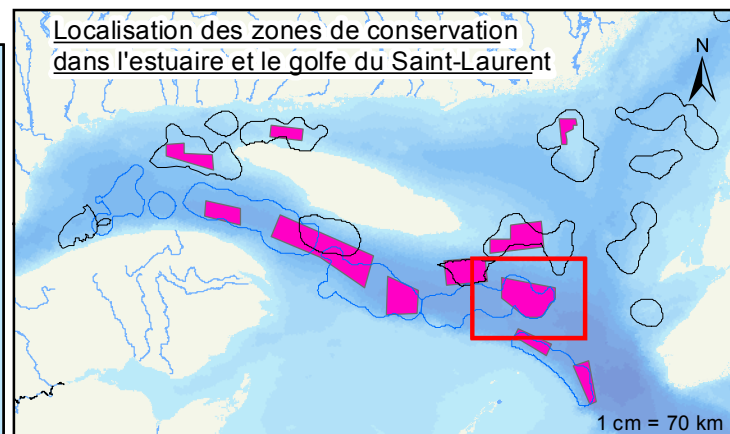 Localisation des zones de conservation
dans l'estuaire et le golfe du Saint-Laurent
N
1 cm = 70 km